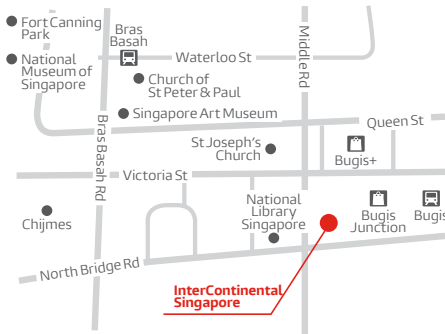 Fort Canning
Park
Bras
Basah
Waterloo St
Middle Rd
National
Museum of
Singapore
Church of
St Peter & Paul
Singapore Art Museum
Queen St
Bras Basah Rd
St Joseph's
Church
Bugis+
Victoria St
National
Library
Singapore
Chijmes
Bugis
Junction
Bugis
North Bridge Rd
InterContinental
Singapore